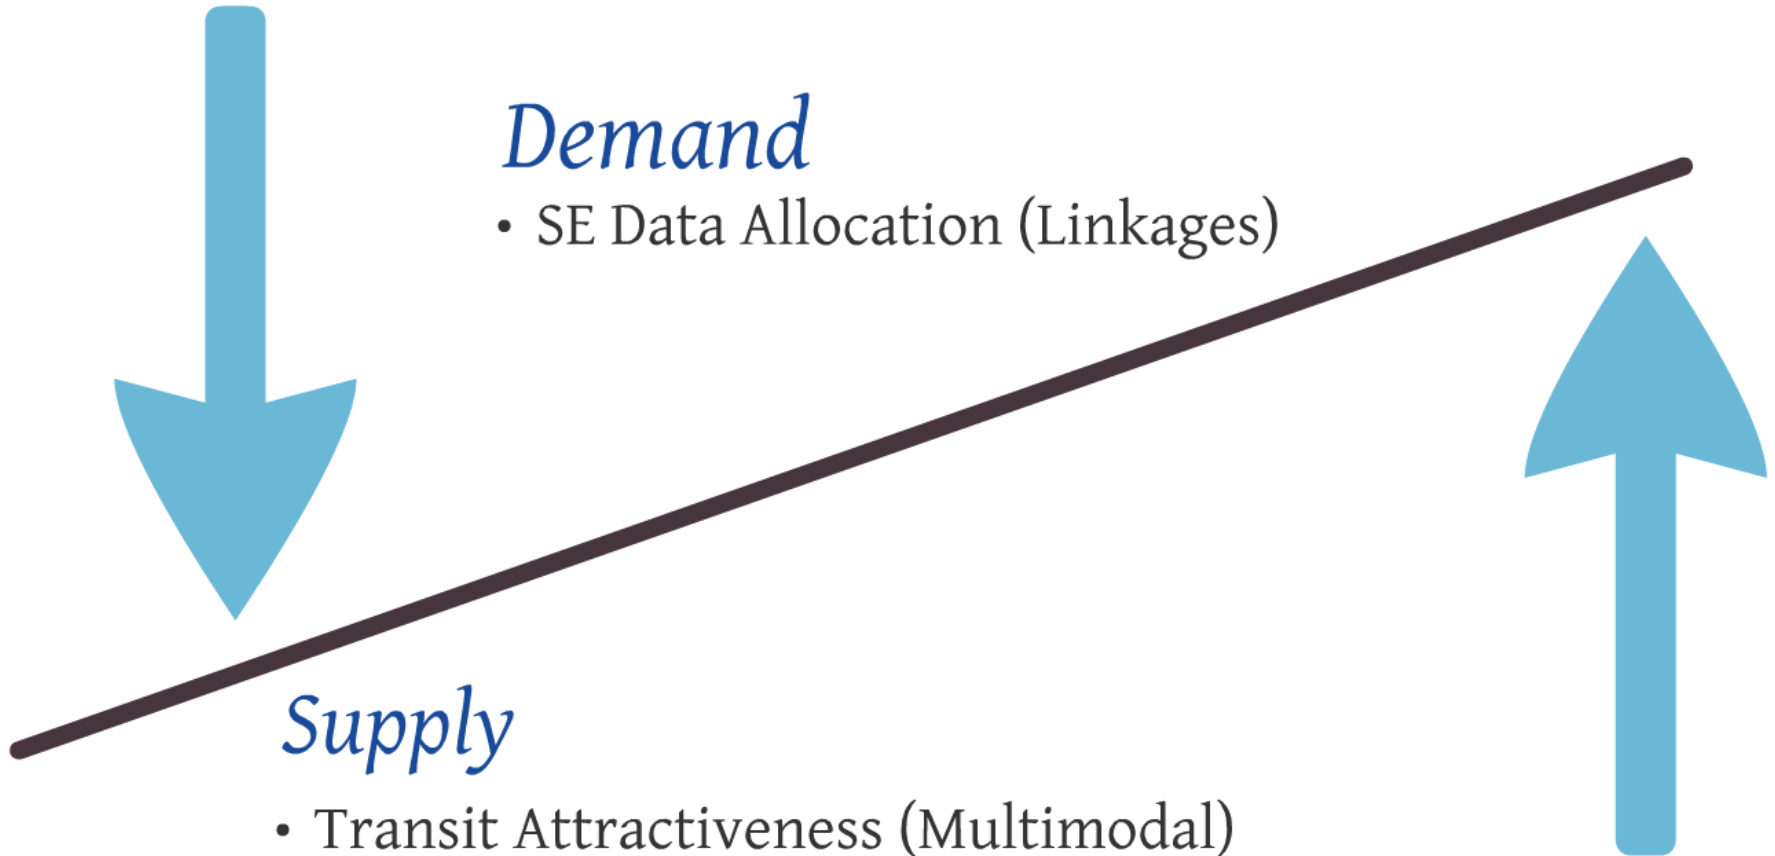 Demand
• SE Data Allocation (Linkages)
Supply
• Transit Attractiveness (Multimodal)